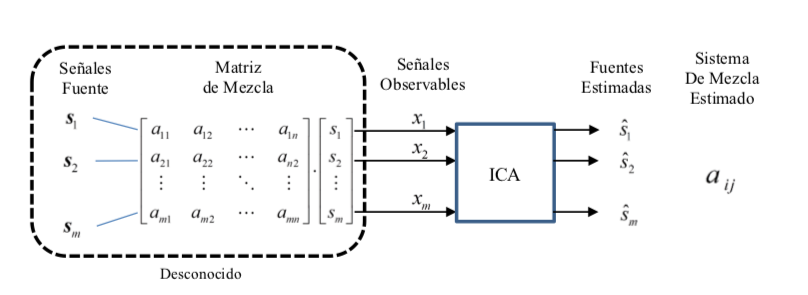 Señales
Fuente
Matriz
de Mezcla
Señales
Observables
Fuentes
Estimadas
Sistema
De Mezcla
Estimado
s₁
s₂
sₘ
a₁₁ a₁₂ ⋯ a₁ₙ
a₂₁ a₂₂ ⋯ aₙ₂
⋮ ⋮ ⋱ ⋮
aₘ₁ aₘ₂ ⋯ aₘₙ
.
s₁
s₂
⋮
sₘ
x₁
x₂
xₘ
ICA
ŝ₁
ŝ₂
ŝₘ
aᵢⱼ
Desconocido